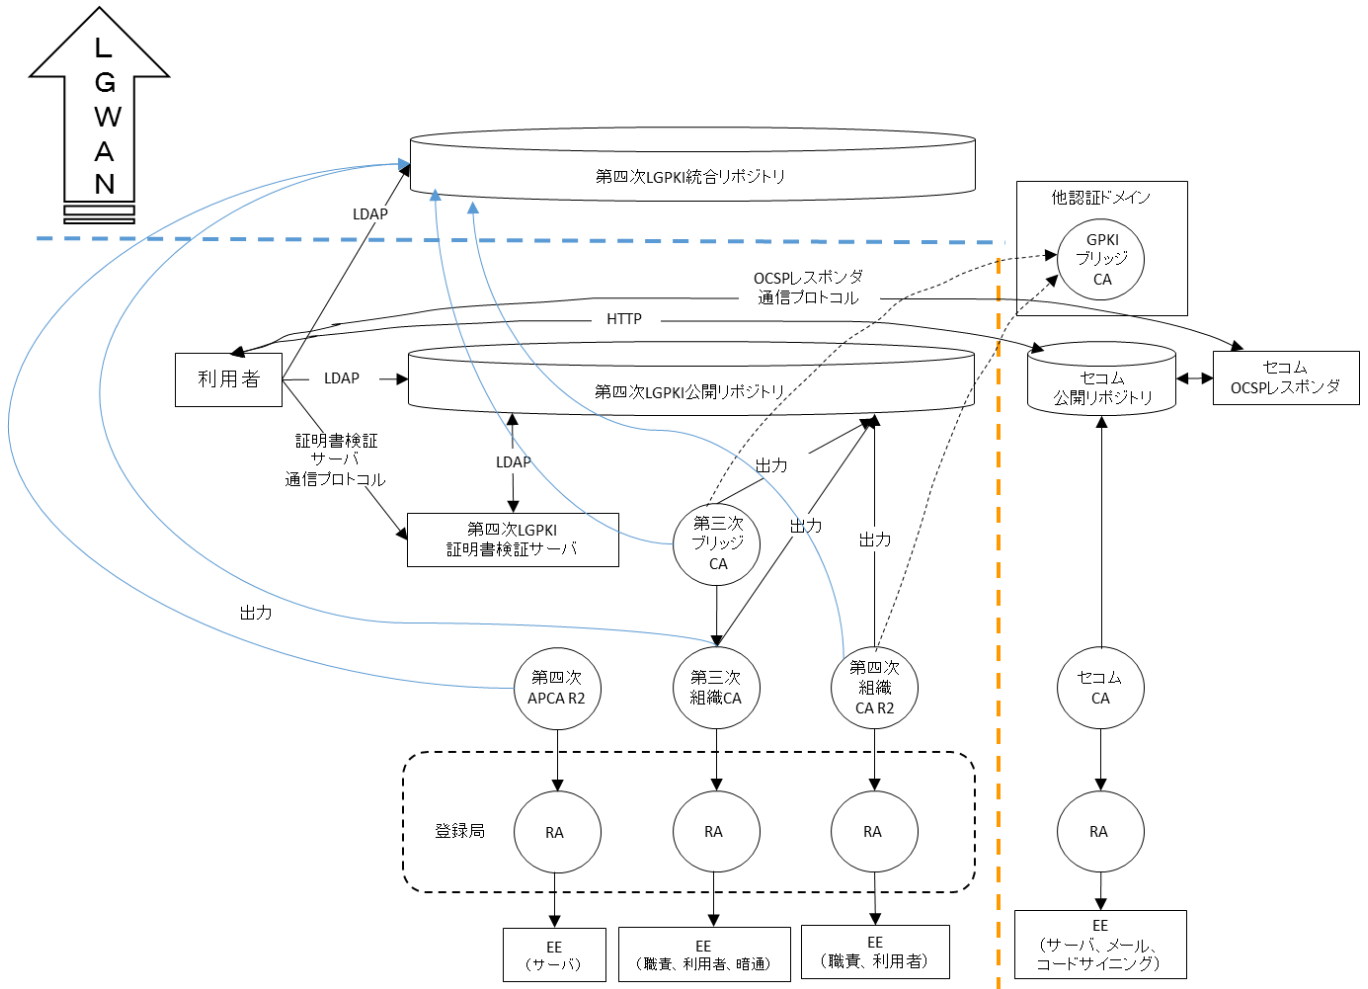 L
G
W
A
N
第四次LGPKI統合リポジトリ
LDAP
他認証ドメイン
GPKI
ブリッジ
CA
OCSPレスポンダ
通信プロトコル
HTTP
利用者
LDAP
第四次LGPKI公開リポジトリ
セコム
公開リポジトリ
セコム
OCSPレスポンダ
証明書検証
サーバ
通信プロトコル
LDAP
出力
出力
出力
第四次LGPKI
証明書検証サーバ
第三次
ブリッジ
CA
出力
第四次
APCA R2
第三次
組織CA
第四次
組織
CA R2
セコム
CA
登録局
RA
RA
RA
RA
EE
（サーバ）
EE
（職責、利用者、暗通）
EE
（職責、利用者）
EE
（サーバ、メール、
コードサイニング）